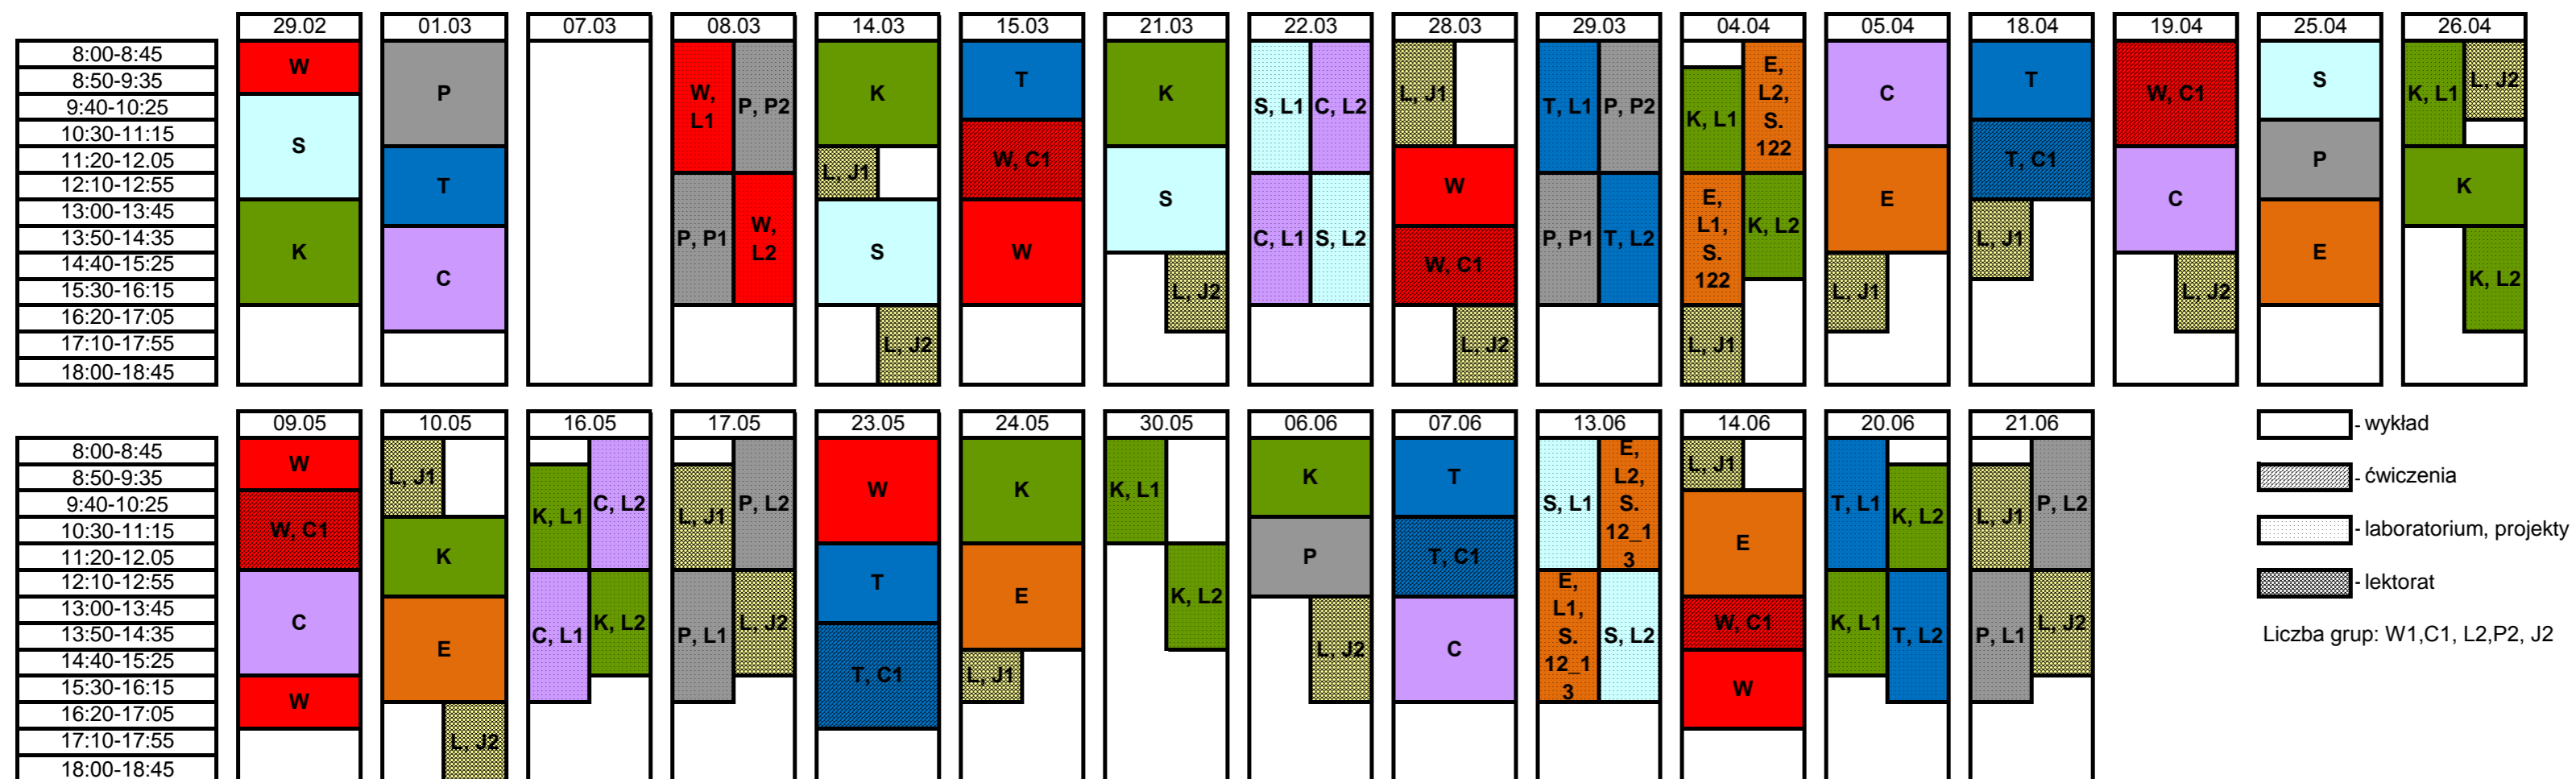 29.02 01.03 07.03 08.03 14.03 15.03 21.03 22.03 28.03 29.03 04.04 05.04 18.04 19.04 25.04 26.04
8:00-8:45
8:50-9:35
9:40-10:25
10:30-11:15
11:20-12.05
12:10-12:55
13:00-13:45
13:50-14:35
14:40-15:25
15:30-16:15
16:20-17:05
17:10-17:55
18:00-18:45
W
S
K
P
T
C
W,
L1
P, P2
P, P1
W,
L2
K
L, J1
S
L, J2
T
W, C1
W
K
S
L, J2
S, L1
C, L2
C, L1
S, L2
L, J1
W
W, C1
L, J2
T, L1
P, P2
P, P1
T, L2
K, L1
E,
L2,
S.
122
E,
L1,
S.
122
K, L2
L, J1
C
E
L, J1
T
T, C1
L, J1
W, C1
C
L, J2
S
P
E
K, L1
L, J2
K
K, L2
09.05 10.05 16.05 17.05 23.05 24.05 30.05 06.06 07.06 13.06 14.06 20.06 21.06
8:00-8:45
8:50-9:35
9:40-10:25
10:30-11:15
11:20-12.05
12:10-12:55
13:00-13:45
13:50-14:35
14:40-15:25
15:30-16:15
16:20-17:05
17:10-17:55
18:00-18:45
W
W, C1
C
W
L, J1
K
E
L, J2
K, L1
C, L2
C, L1
K, L2
L, J1
P, L2
P, L1
L, J2
W
T
T, C1
K
E
L, J1
K, L1
K, L2
K
P
L, J2
T
T, C1
C
S, L1
E,
L2,
S.
12_1
3
E,
L1,
S.
12_1
3
S, L2
L, J1
E
W, C1
W
T, L1
K, L2
K, L1
T, L2
L, J1
P, L2
P, L1
L, J2
- wykład
- ćwiczenia
- laboratorium, projekty
- lektorat
Liczba grup: W1,C1, L2,P2, J2